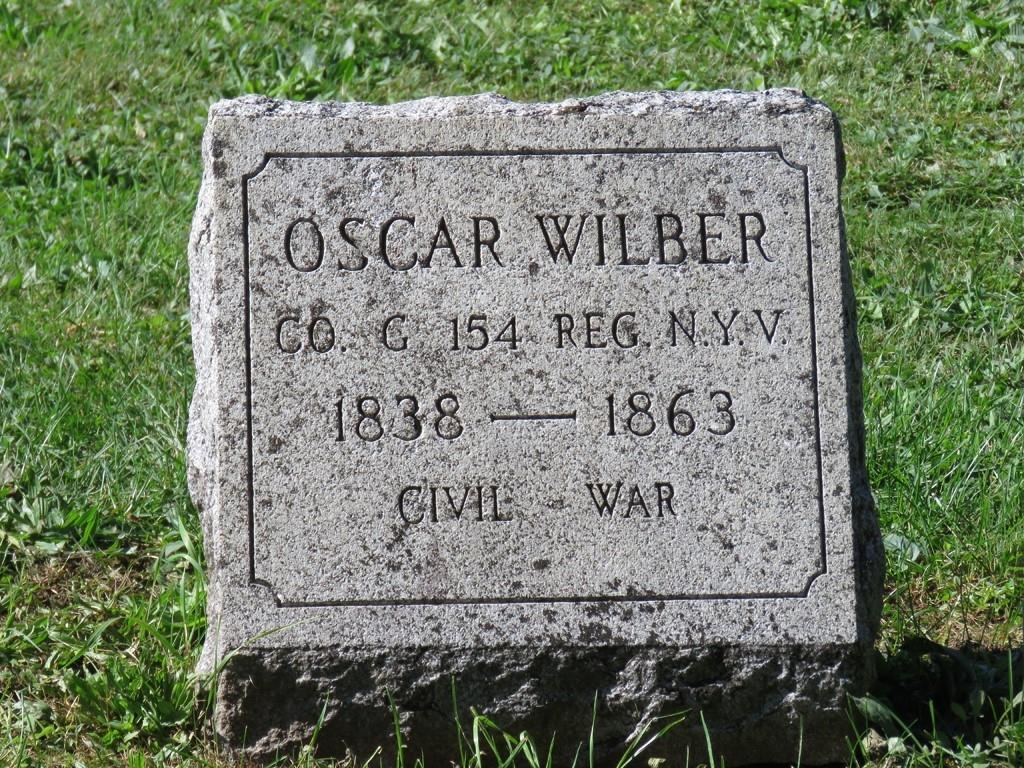 OSCAR WILBER
CO. G 154 REG. N.Y.V.
1838 — 1863
CIVIL WAR